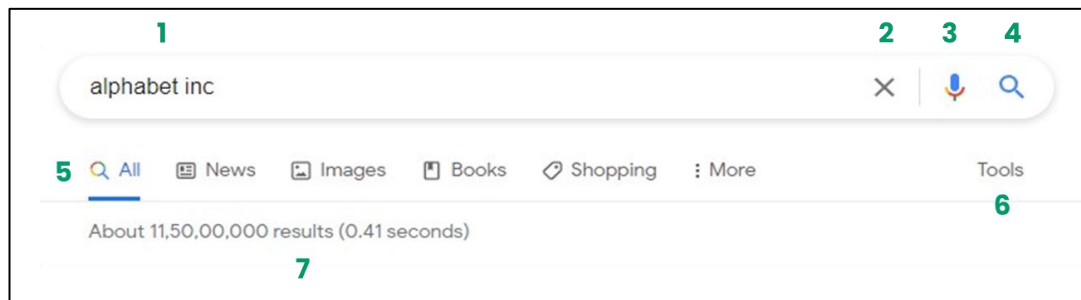 1 2 3 4
alphabet inc
5 All News Images Books Shopping More Tools
6
About 11,50,00,000 results (0.41 seconds)
7